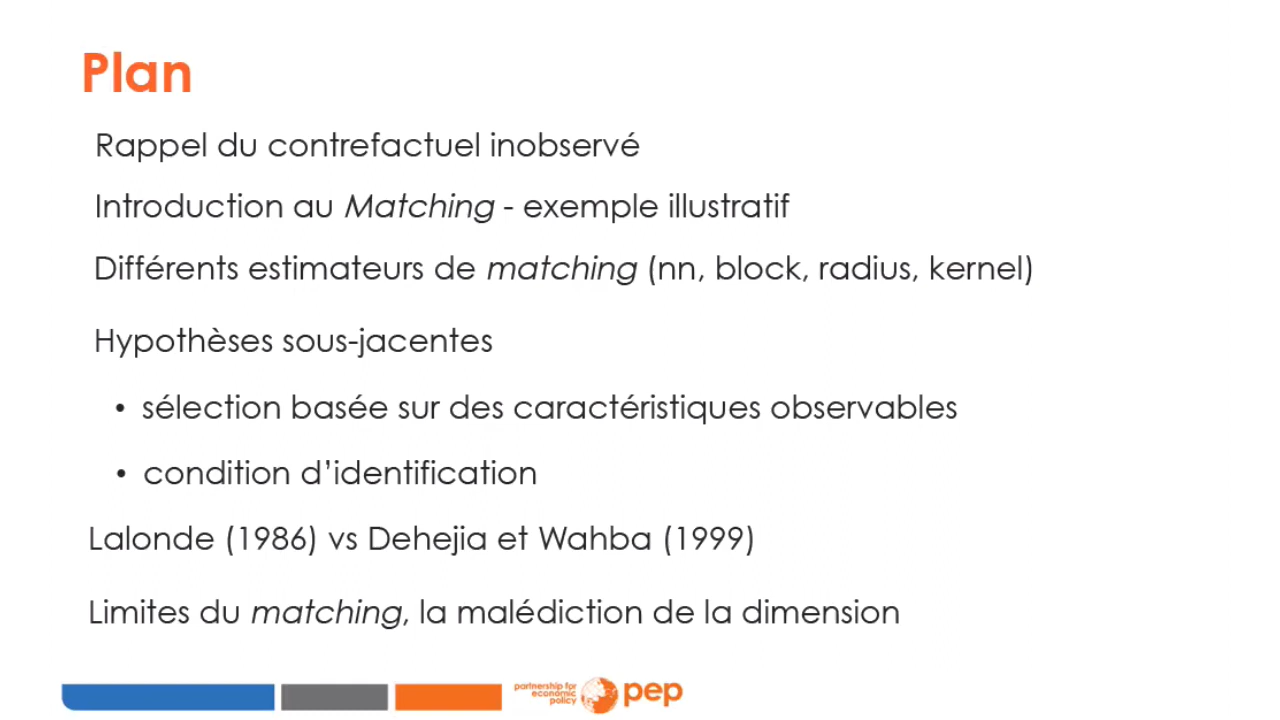 Plan
Rappel du contrefactuel inobservé
Introduction au Matching - exemple illustratif
Différents estimateurs de matching (nn, block, radius, kernel)
Hypothèses sous-jacentes
• sélection basée sur des caractéristiques observables
• condition d’identification
Lalonde (1986) vs Dehejia et Wahba (1999)
Limites du matching, la malédiction de la dimension
partnership for
economic
policy
pep